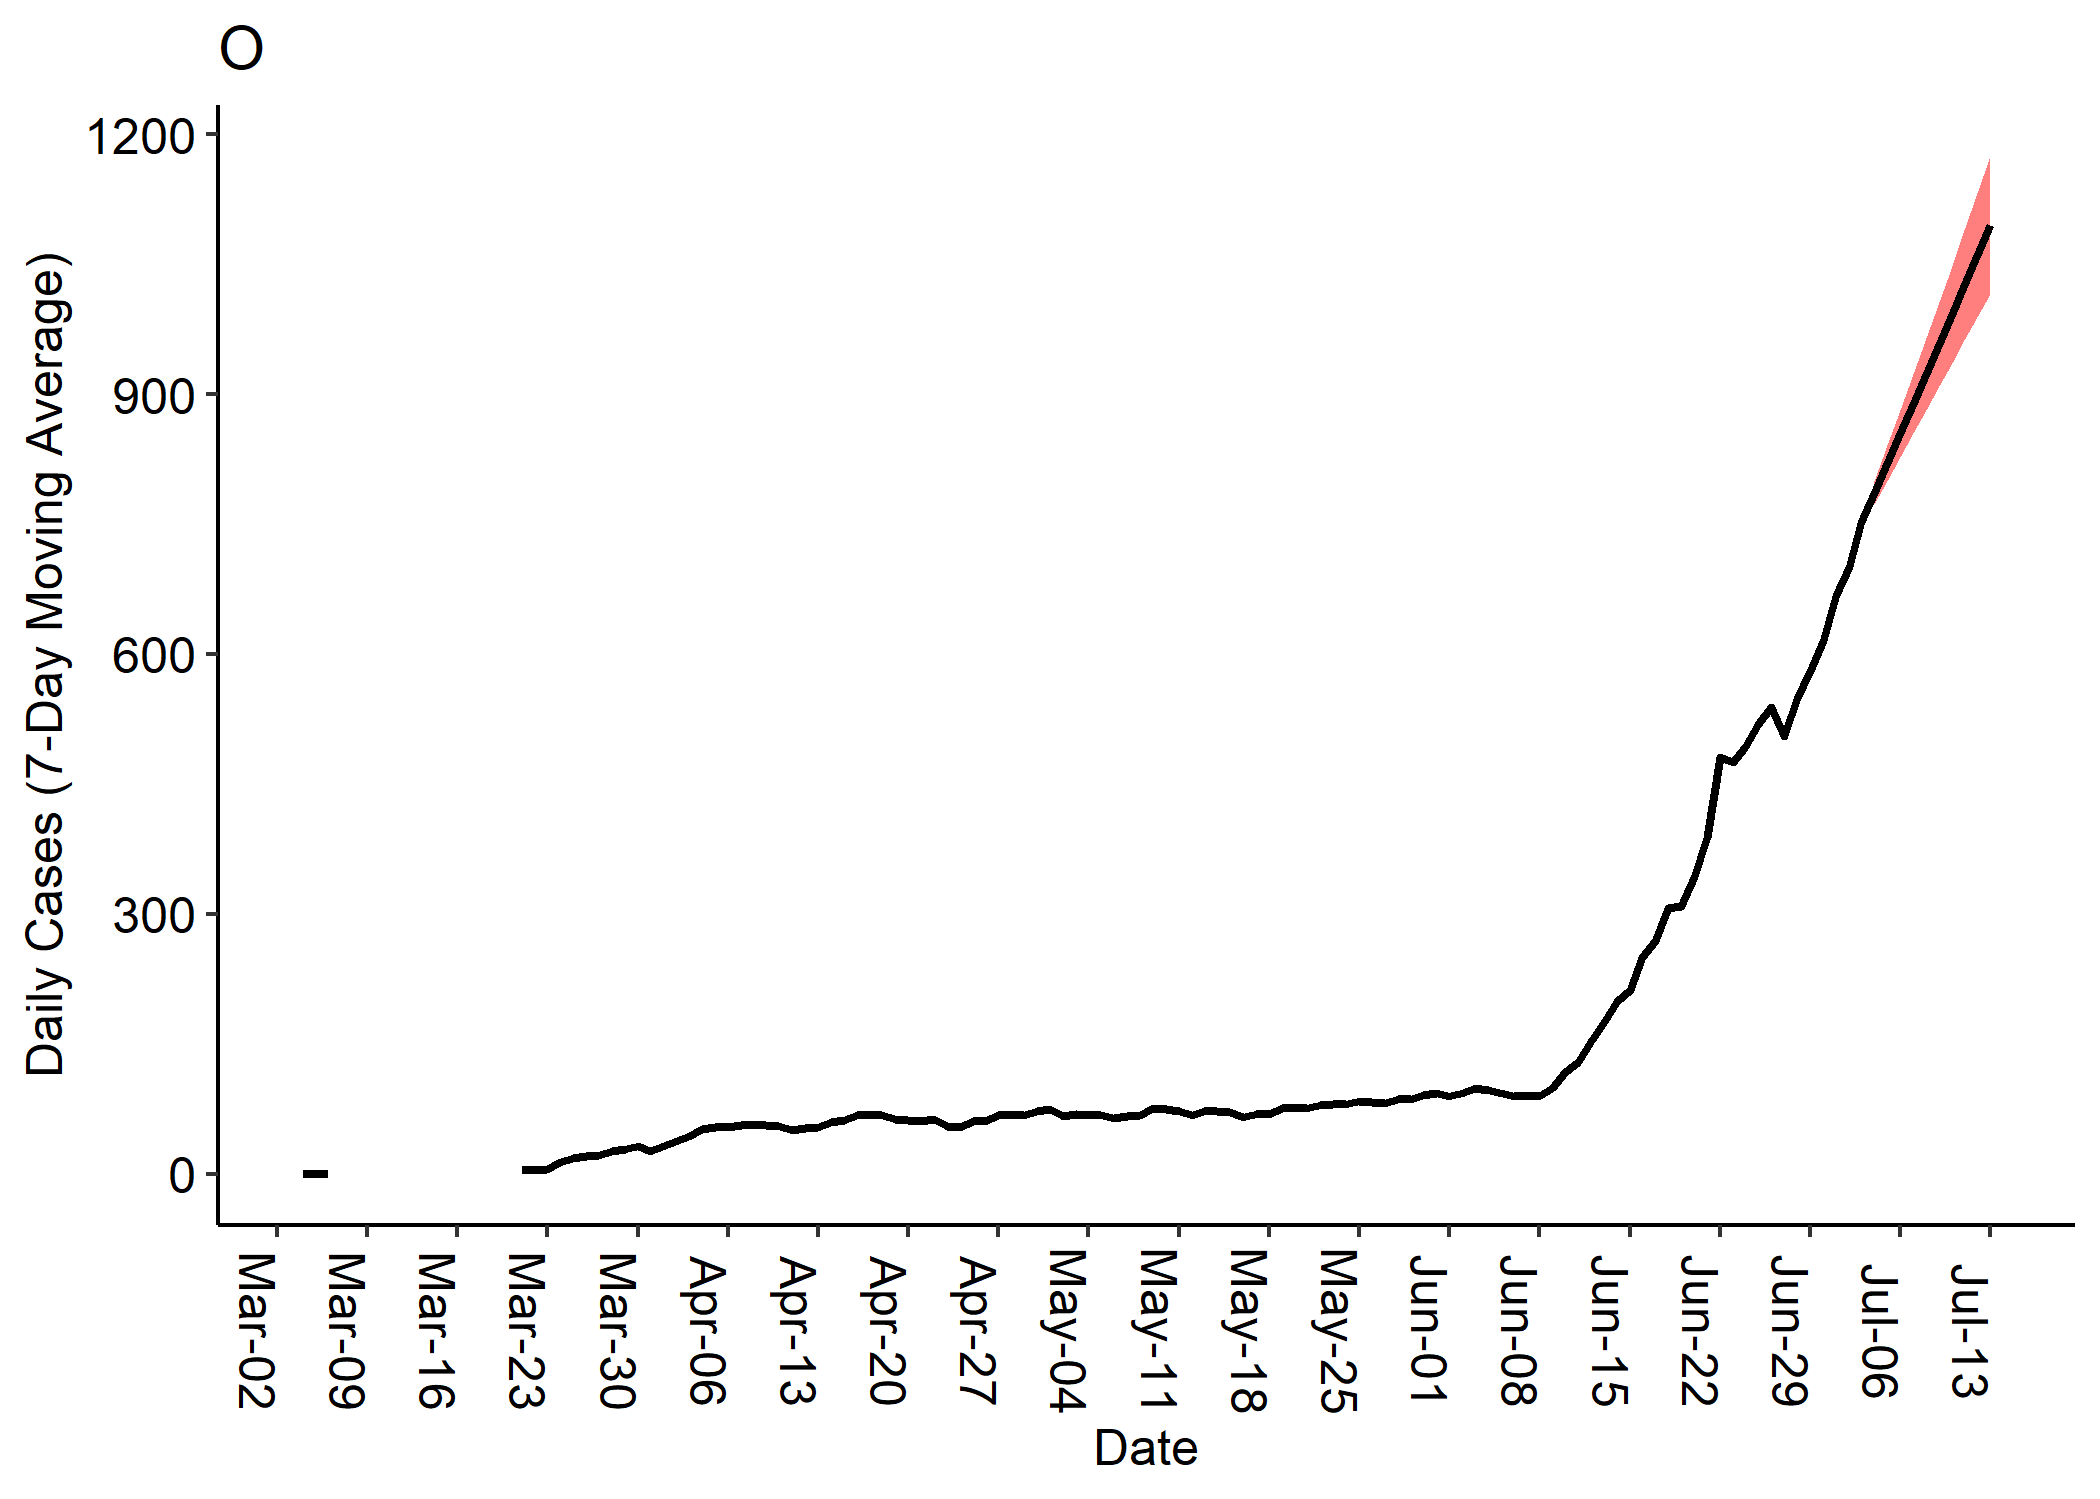 O
Daily Cases (7-Day Moving Average)
1200
900
600
300
0
Mar-02
Mar-09
Mar-16
Mar-23
Mar-30
Apr-06
Apr-13
Apr-20
Apr-27
May-04
May-11
May-18
May-25
Jun-01
Jun-08
Jun-15
Jun-22
Jun-29
Jul-06
Jul-13
Date